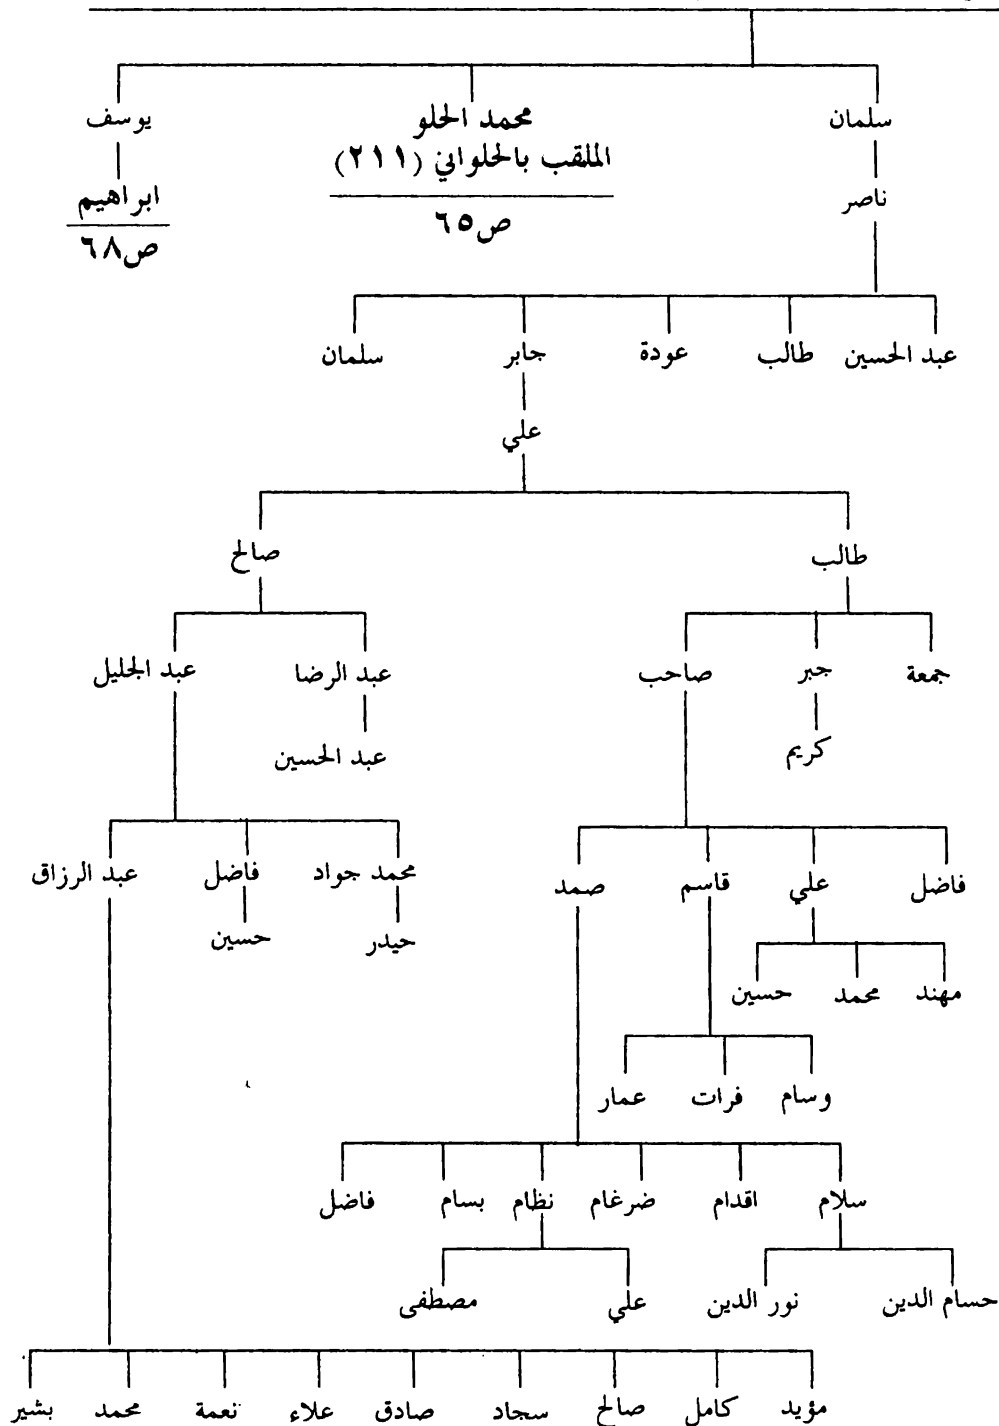 سلمان محمد الحلو يوسف
الملقب بالحلواني (٢١١)
ناصر ص٦٥ ابراهيم
ص٦٨
عبد الحسين طالب عودة جابر سلمان
علي
طالب صالح
جمعة جبر صاحب عبد الرضا عبد الجليل
كريم عبد الحسين
فاضل علي قاسم صمد محمد جواد فاضل عبد الرزاق
حيدر حسين
مهند محمد حسين
وسام فرات عمار
سلام اقدام ضرغام نظام بسام فاضل
حسام الدين نور الدين علي مصطفى
مؤيد كامل صالح سجاد صادق علاء نعمة محمد بشير